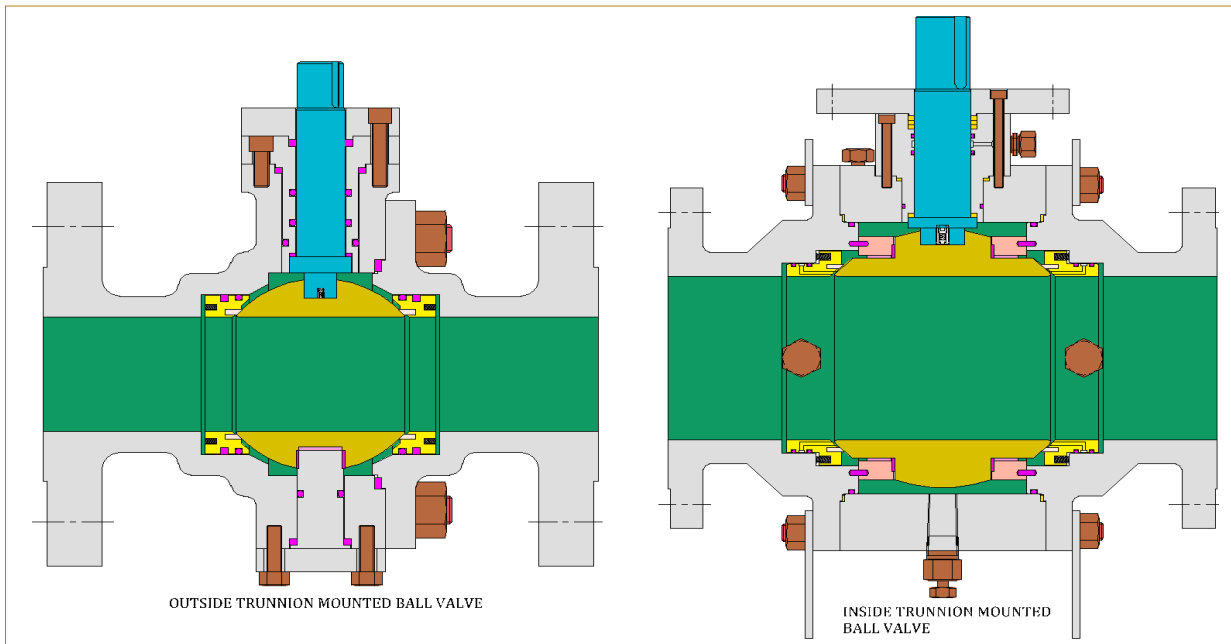 OUTSIDE TRUNNION MOUNTED BALL VALVE
INSIDE TRUNNION MOUNTED
BALL VALVE